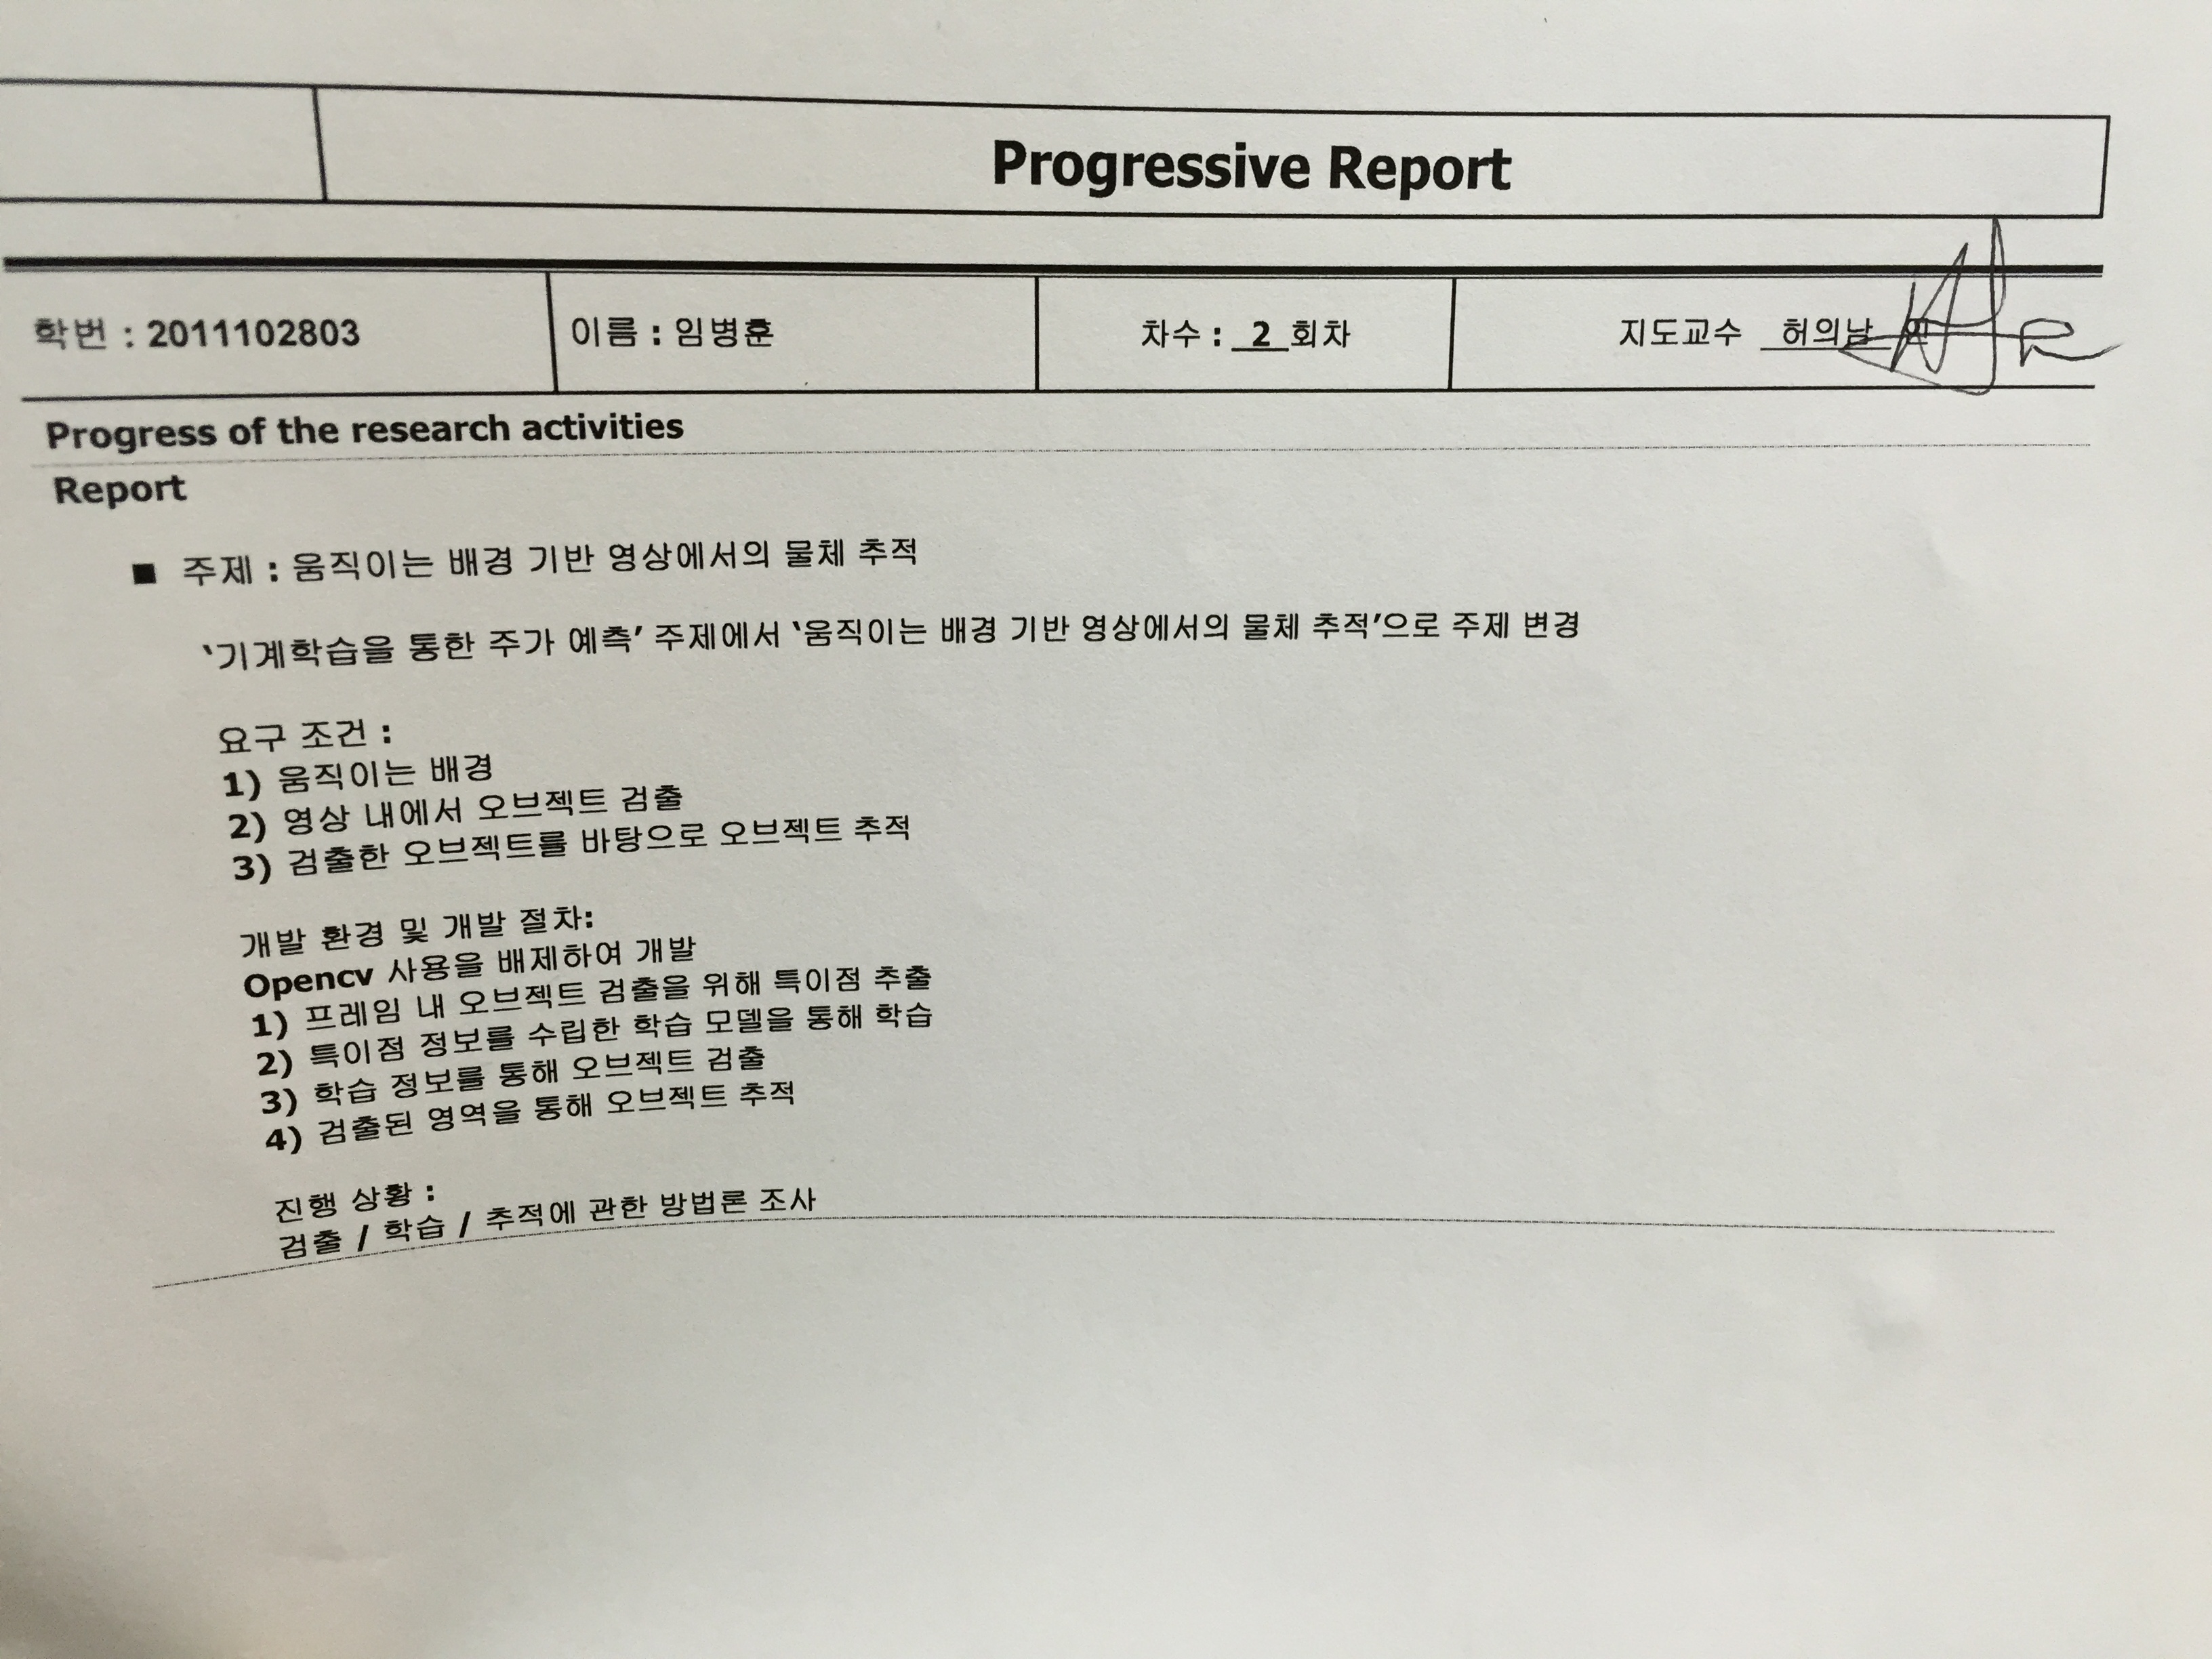 Progressive Report
학번 : 2011102803 이름 : 임병훈 차수 : 2 회차 지도교수 허의남 인
Progress of the research activities
Report
■ 주제 : 움직이는 배경 기반 영상에서의 물체 추적
‘기계학습을 통한 주가 예측’ 주제에서 ‘움직이는 배경 기반 영상에서의 물체 추적’으로 주제 변경
요구 조건 :
1) 움직이는 배경
2) 영상 내에서 오브젝트 검출
3) 검출한 오브젝트를 바탕으로 오브젝트 추적
개발 환경 및 개발 절차:
Opencv 사용을 배제하여 개발
1) 프레임 내 오브젝트 검출을 위해 특이점 추출
2) 특이점 정보를 수립한 학습 모델을 통해 학습
3) 학습 정보를 통해 오브젝트 검출
4) 검출된 영역을 통해 오브젝트 추적
진행 상황 :
검출 / 학습 / 추적에 관한 방법론 조사